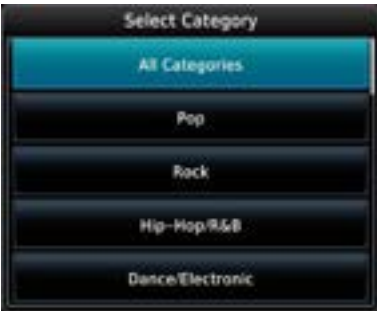 Select Category
All Categories
Pop
Rock
Hip-Hop/R&B
Dance/Electronic